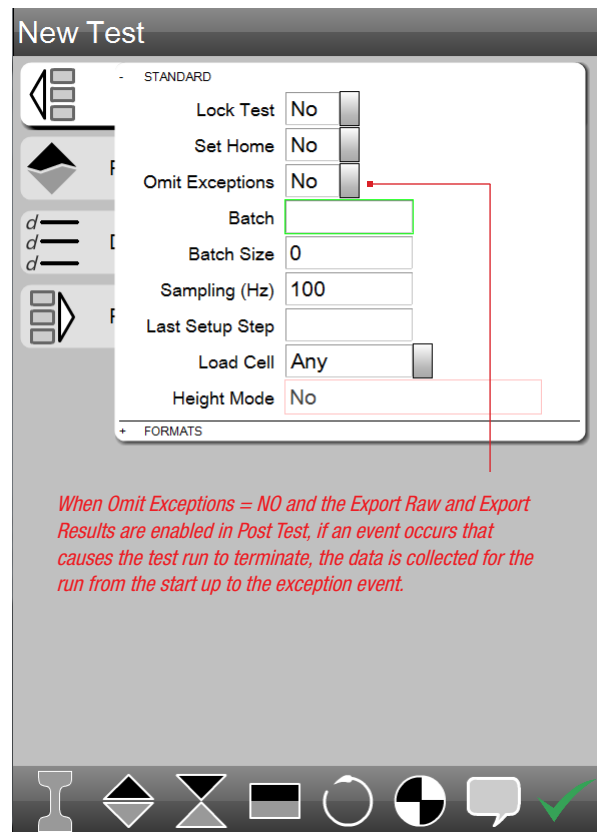 New Test
- STANDARD
Lock Test No
Set Home No
Omit Exceptions No
Batch
Batch Size 0
Sampling (Hz) 100
Last Setup Step
Load Cell Any
Height Mode No
+ FORMATS
d
d
d
When Omit Exceptions = NO and the Export Raw and Export
Results are enabled in Post Test, if an event occurs that
causes the test run to terminate, the data is collected for the
run from the start up to the exception event.